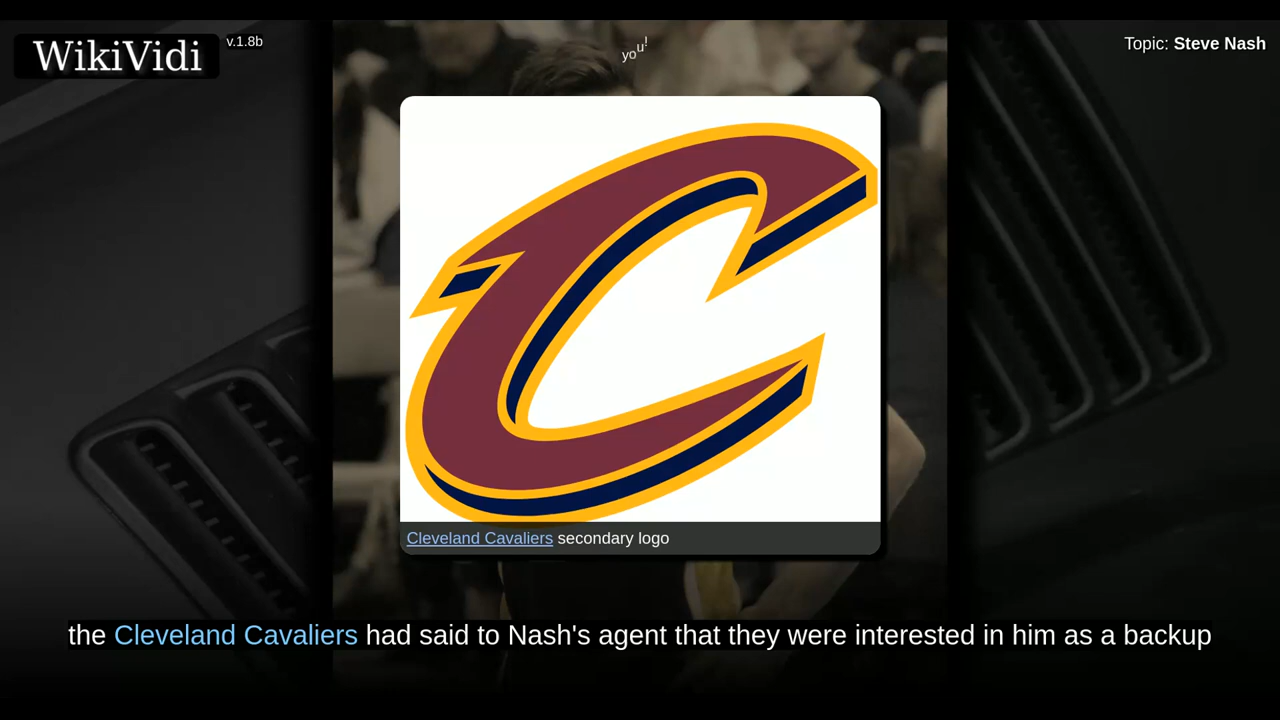 WikiVidi
v.1.8b
you!
Topic: Steve Nash
Cleveland Cavaliers secondary logo
the Cleveland Cavaliers had said to Nash's agent that they were interested in him as a backup